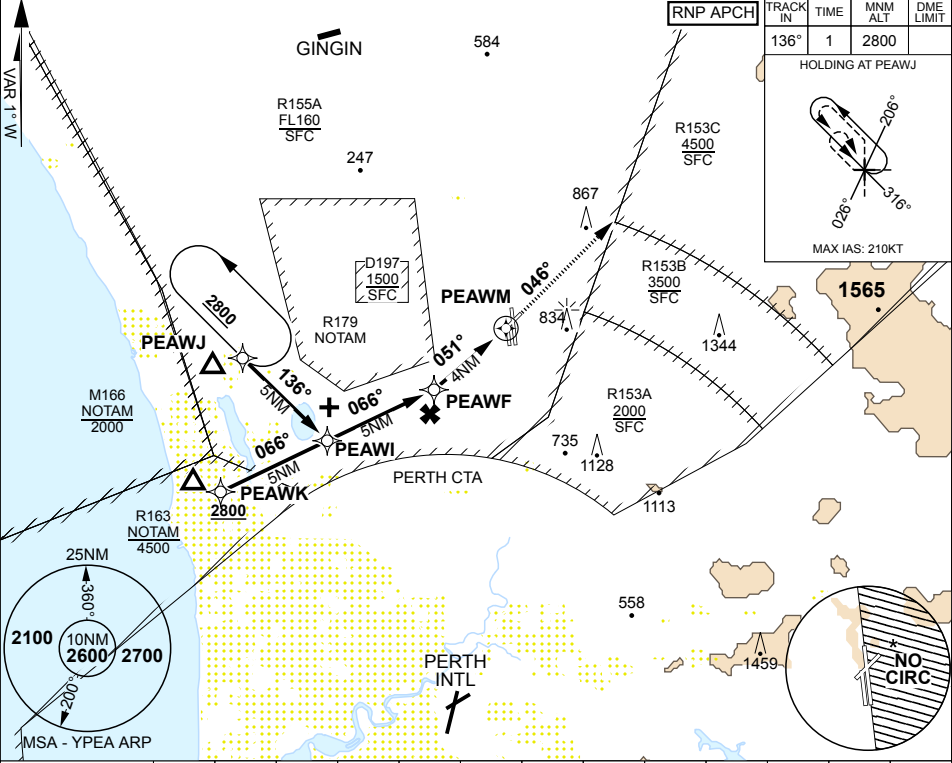 RNP APCH
TRACK IN
TIME
MNM ALT
DME LIMIT
136°
1
2800
HOLDING AT PEAWJ
206°
026°
316°
MAX IAS: 210KT
VAR 1° W
GINGIN
584
R155A
FL160
SFC
247
R153C
4500
SFC
867
D197
1500
SFC
R179
NOTAM
2800
PEAWJ
136°
5NM
PEAWM
046°
834
R153B
3500
SFC
1344
1565
051°
4NM
PEAWF
066°
5NM
PEAWI
066°
5NM
PEAWK
2800
M166
NOTAM
2000
R163
NOTAM
4500
R153A
2000
SFC
735
1128
1113
PERTH CTA
25NM
360°
2100
10NM
2600
2700
200°
MSA - YPEA ARP
PERTH
INTL
558
1459
*
NO
CIRC